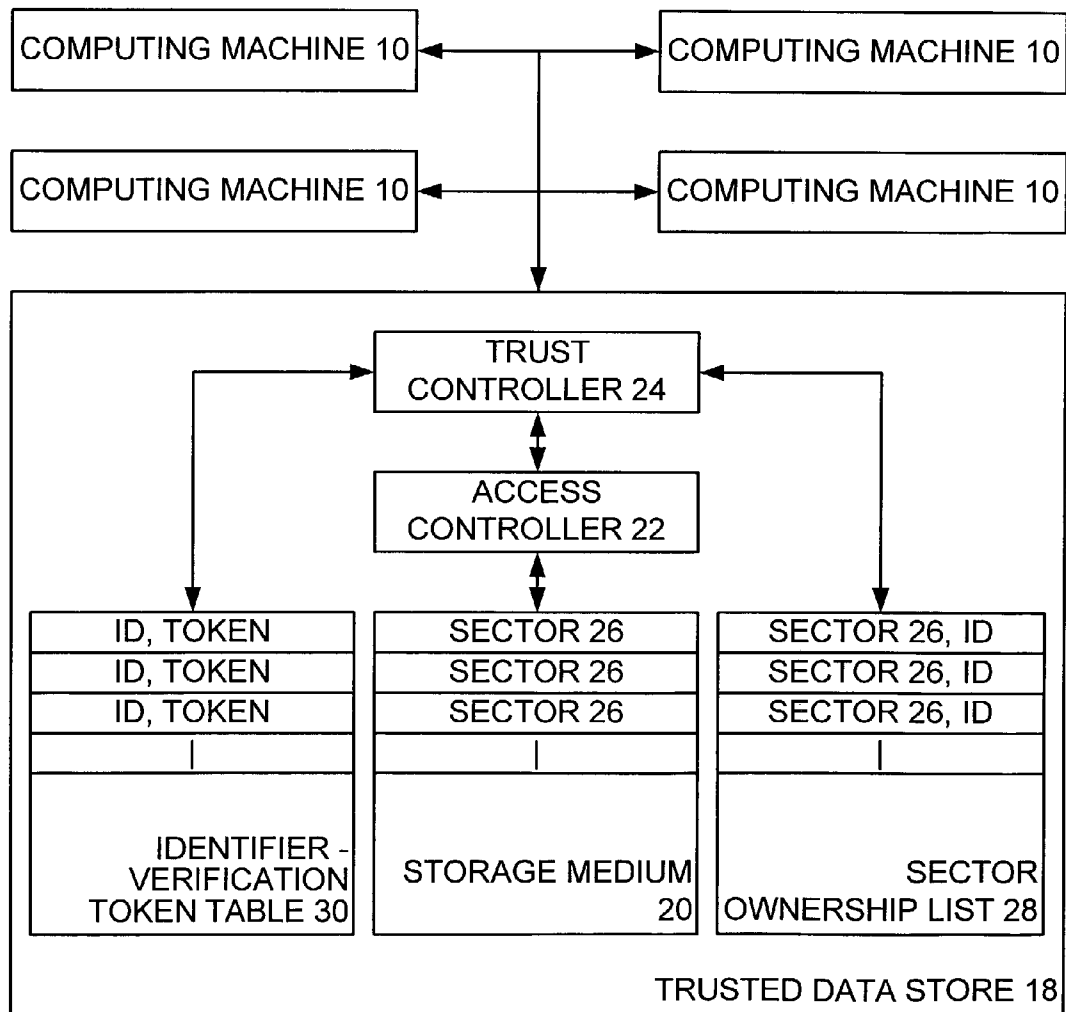 COMPUTING MACHINE 10
COMPUTING MACHINE 10
COMPUTING MACHINE 10
COMPUTING MACHINE 10
TRUST
CONTROLLER 24
ACCESS
CONTROLLER 22
ID, TOKEN
ID, TOKEN
ID, TOKEN
IDENTIFIER -
VERIFICATION
TOKEN TABLE 30
SECTOR 26
SECTOR 26
SECTOR 26
STORAGE MEDIUM
20
SECTOR 26, ID
SECTOR 26, ID
SECTOR 26, ID
SECTOR
OWNERSHIP LIST 28
TRUSTED DATA STORE 18